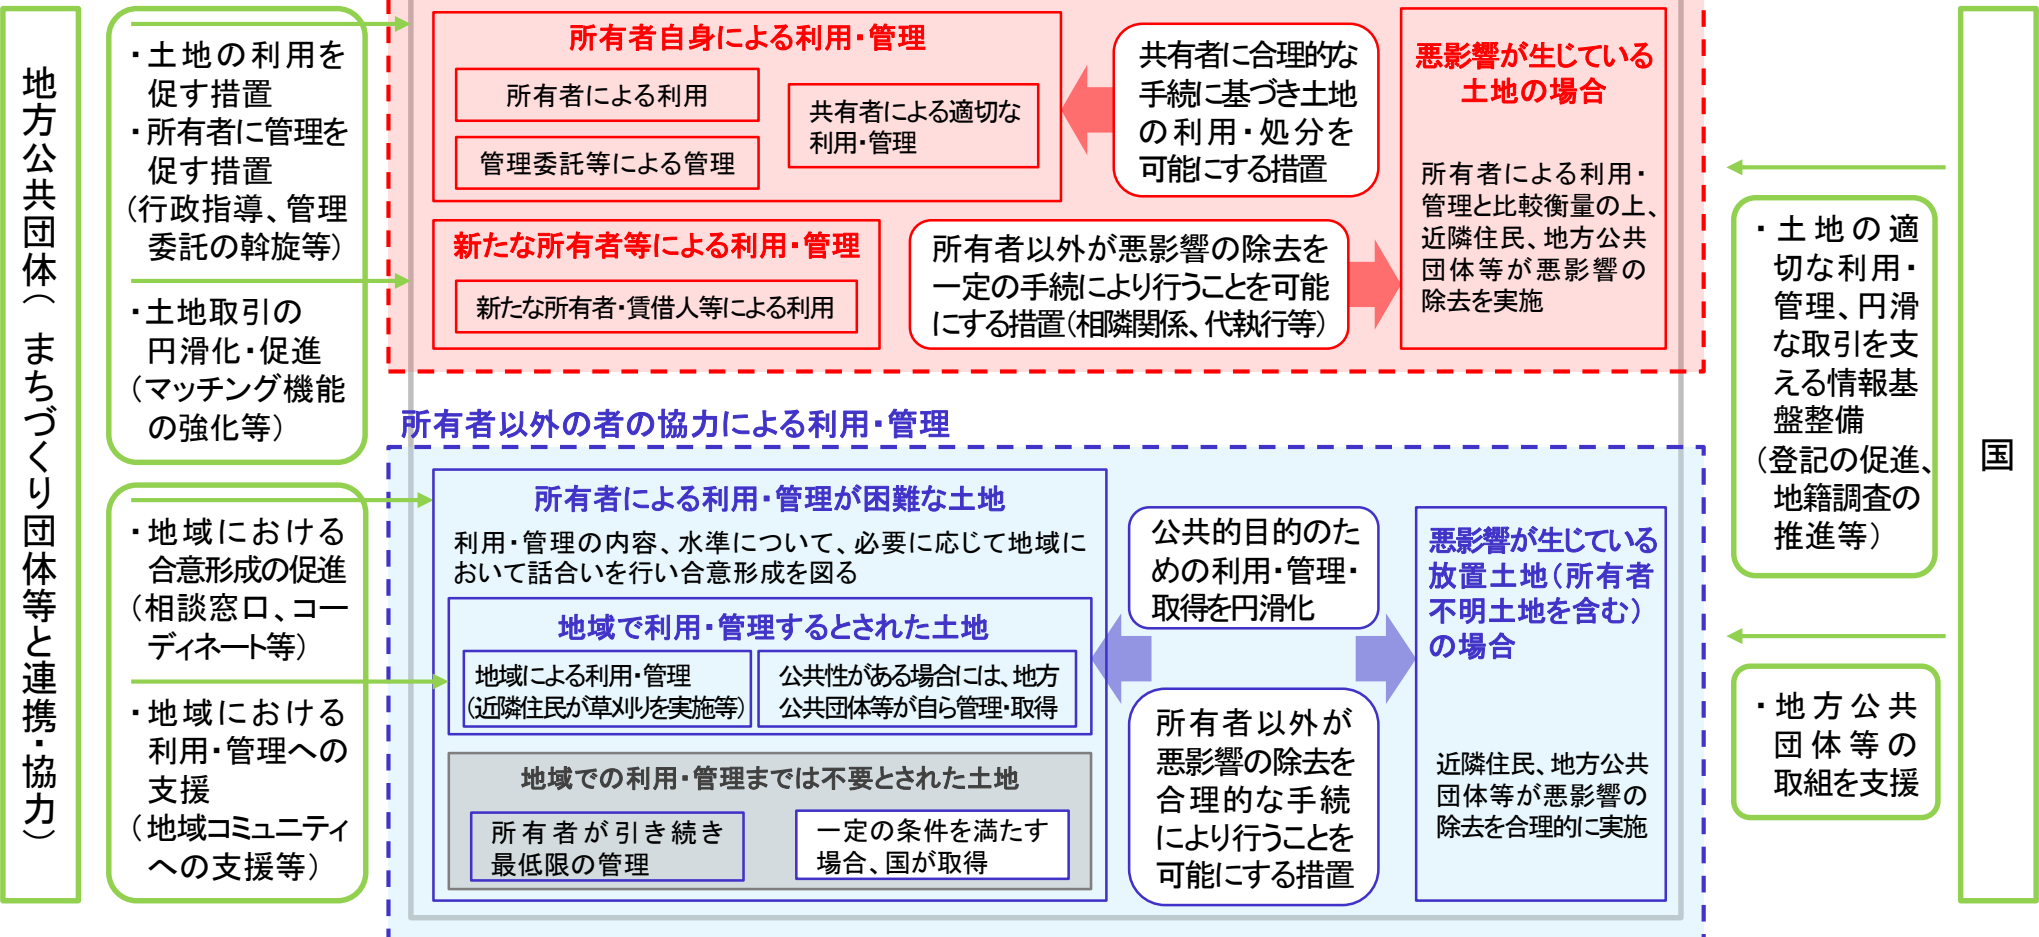 地方公共団体（まちづくり団体等と連携・協力）
・土地の利用を
促す措置
・所有者に管理を
促す措置
（行政指導、管理
委託の斡旋等）
・土地取引の
円滑化・促進
（マッチング機能
の強化等）
・地域における
合意形成の促進
（相談窓口、コー
ディネート等）
・地域における
利用・管理への
支援
（地域コミュニティ
への支援等）
所有者自身による利用・管理
所有者による利用
管理委託等による管理
共有者による適切な
利用・管理
共有者に合理的な
手続に基づき土地
の利用・処分を
可能にする措置
新たな所有者等による利用・管理
新たな所有者・賃借人等による利用
所有者以外が悪影響の除去を
一定の手続により行うことを可能
にする措置（相隣関係、代執行等）
悪影響が生じている
土地の場合
所有者による利用・
管理と比較衡量の上、
近隣住民、地方公共
団体等が悪影響の
除去を実施
所有者以外の者の協力による利用・管理
所有者による利用・管理が困難な土地
利用・管理の内容、水準について、必要に応じて地域に
おいて話合いを行い合意形成を図る
地域で利用・管理するとされた土地
地域による利用・管理
（近隣住民が草刈りを実施等）
公共性がある場合には、地方
公共団体等が自ら管理・取得
地域での利用・管理までは不要とされた土地
所有者が引き続き
最低限の管理
一定の条件を満たす
場合、国が取得
公共的目的のた
めの利用・管理・
取得を円滑化
所有者以外が
悪影響の除去を
合理的な手続
により行うことを
可能にする措置
悪影響が生じている
放置土地（所有者
不明土地を含む）
の場合
近隣住民、地方公共
団体等が悪影響の
除去を合理的に実施
・土地の適
切な利用・
管理、円滑
な取引を支
える情報基
盤整備
（登記の促進、
地籍調査の
推進等）
・地方公共
団体等の
取組を支援
国